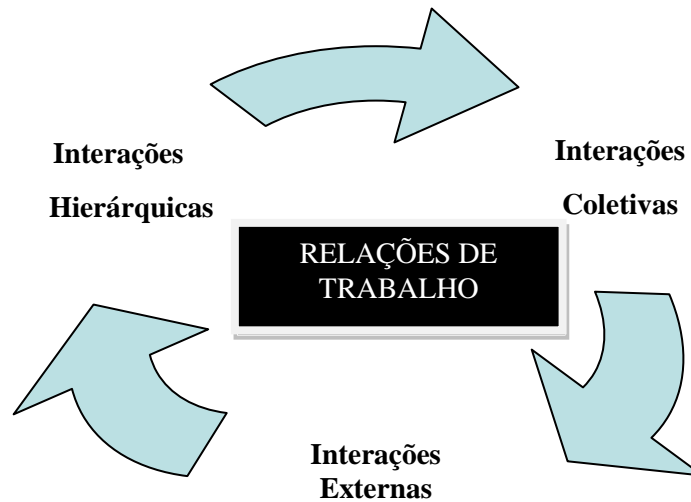 Interações
Hierárquicas
Interações
Coletivas
RELAÇÕES DE
TRABALHO
Interações
Externas